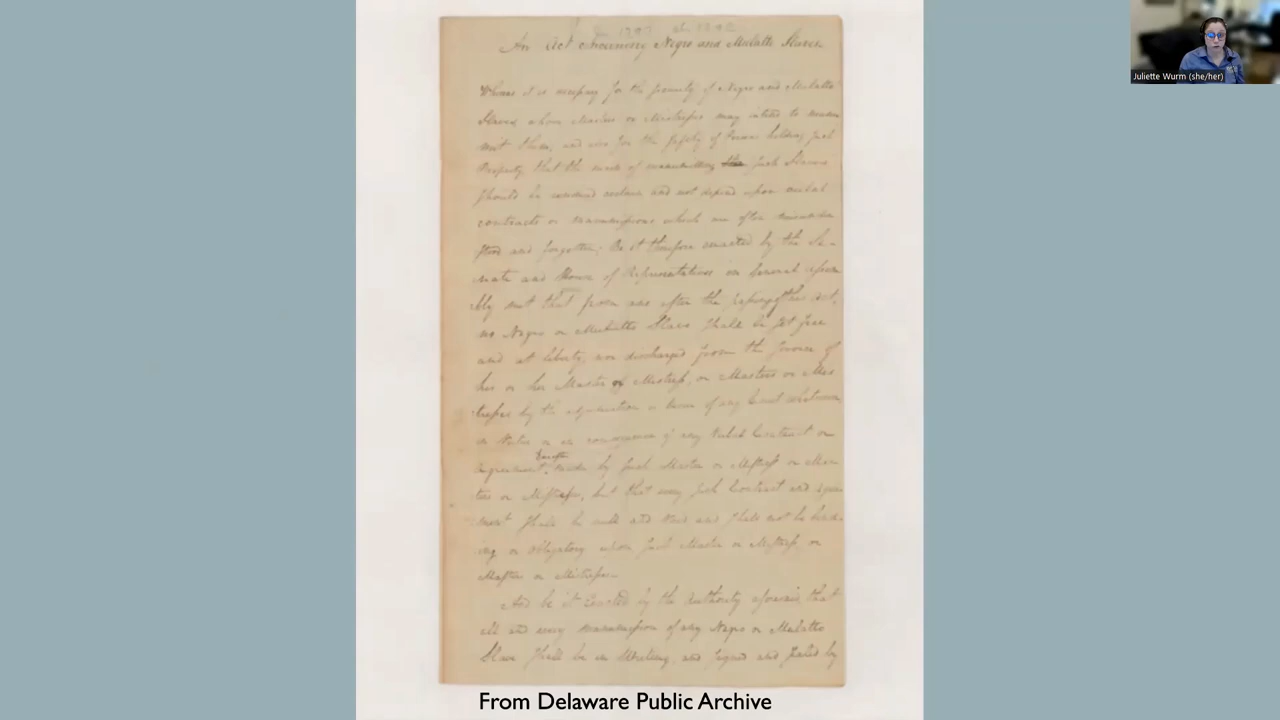 An Act concerning Negro and Mulatto Slaves
Whereas it is necessary for the security of Negro and Mulatto
Slaves whose Masters or Mistresses may intend to manu
mit them, and also for the safety of Persons holding such
Property that the mode of manumitting such Slaves
should be rendered certain and not depend upon verbal
contracts or manumissions which are often misunder
stood and forgotten; Be it therefore enacted by the Se-
nate and House of Representatives in General Assem
bly met that from and after the passing of this Act,
no Negro or Mulatto Slave shall be set free
and at liberty, nor discharged from the service of
his or her Master or Mistress, or Masters or Mis
tresses by the adjudication or of any Court whatsoever
in Virtue or in consequence of any Verbal Contract or
agreement made by such Master or Mistress or Mas
ters or Mistresses, but that every such Contract and agree
ment shall be null and void and shall not be bind
ing or obligatory upon such Master or Mistress, or
Masters or Mistresses
And be it Enacted by the Authority aforesaid that
all and every manumission of any Negro or Mulatto
Slave shall be in Writing, and signed and sealed by
From Delaware Public Archive
Juliette Wurm (she/her)